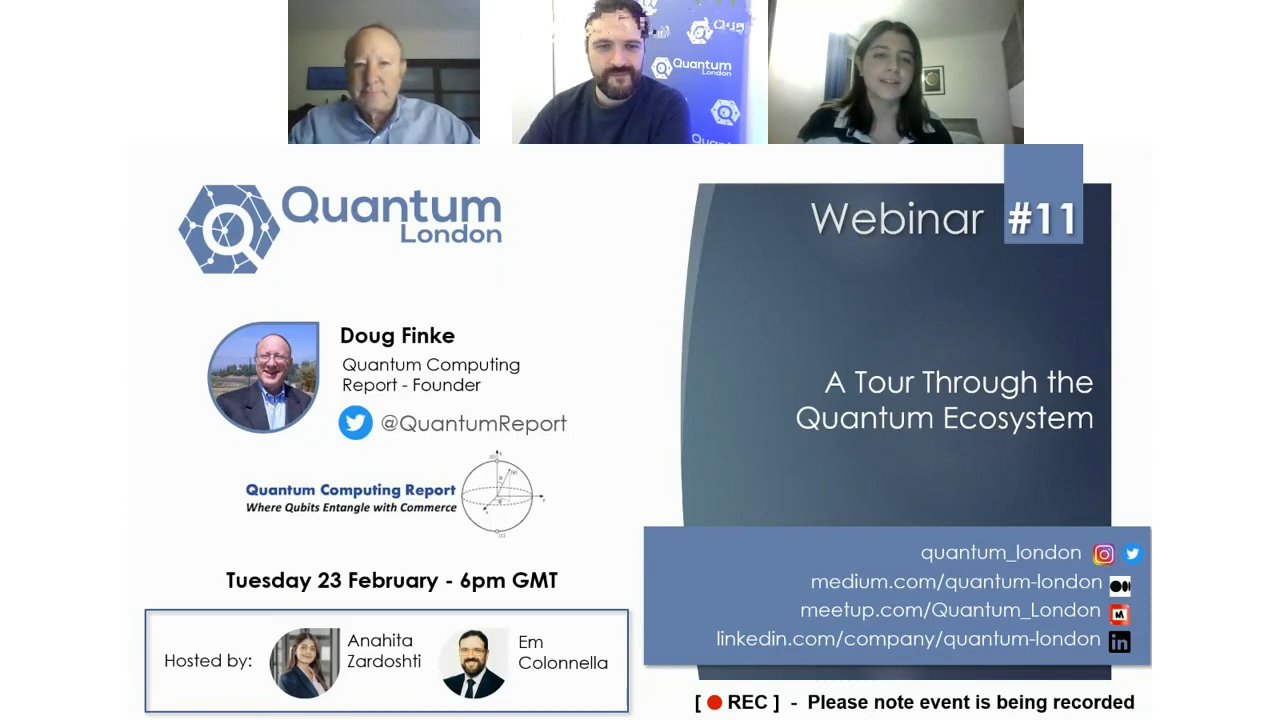 Quantum
London
Quantum
London
Webinar #11
Doug Finke
Quantum Computing
Report - Founder
@QuantumReport
A Tour Through the
Quantum Ecosystem
Quantum Computing Report
Where Qubits Entangle with Commerce
Tuesday 23 February - 6pm GMT
Hosted by:
Anahita
Zardoshti
Em
Colonnella
quantum_london
medium.com/quantum-london
meetup.com/Quantum_London
linkedin.com/company/quantum-london
[ REC ] - Please note event is being recorded